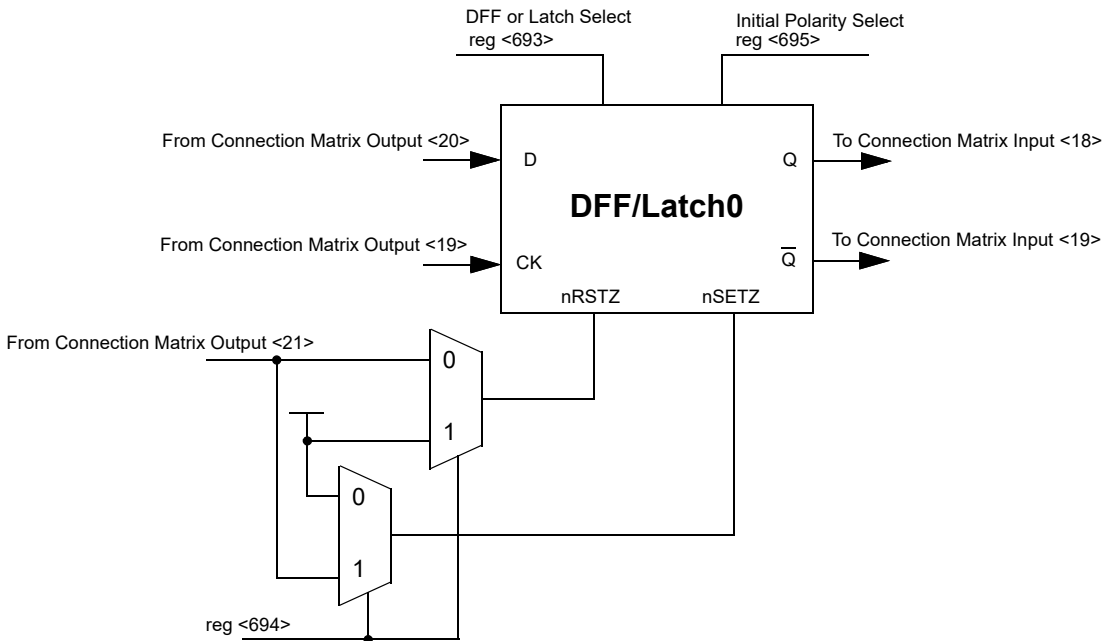 DFF or Latch Select
reg <693>
Initial Polarity Select
reg <695>
From Connection Matrix Output <20>
D
Q
To Connection Matrix Input <18>
DFF/Latch0
From Connection Matrix Output <19>
CK
Q̅
To Connection Matrix Input <19>
nRSTZ
nSETZ
From Connection Matrix Output <21>
0
1
0
1
reg <694>